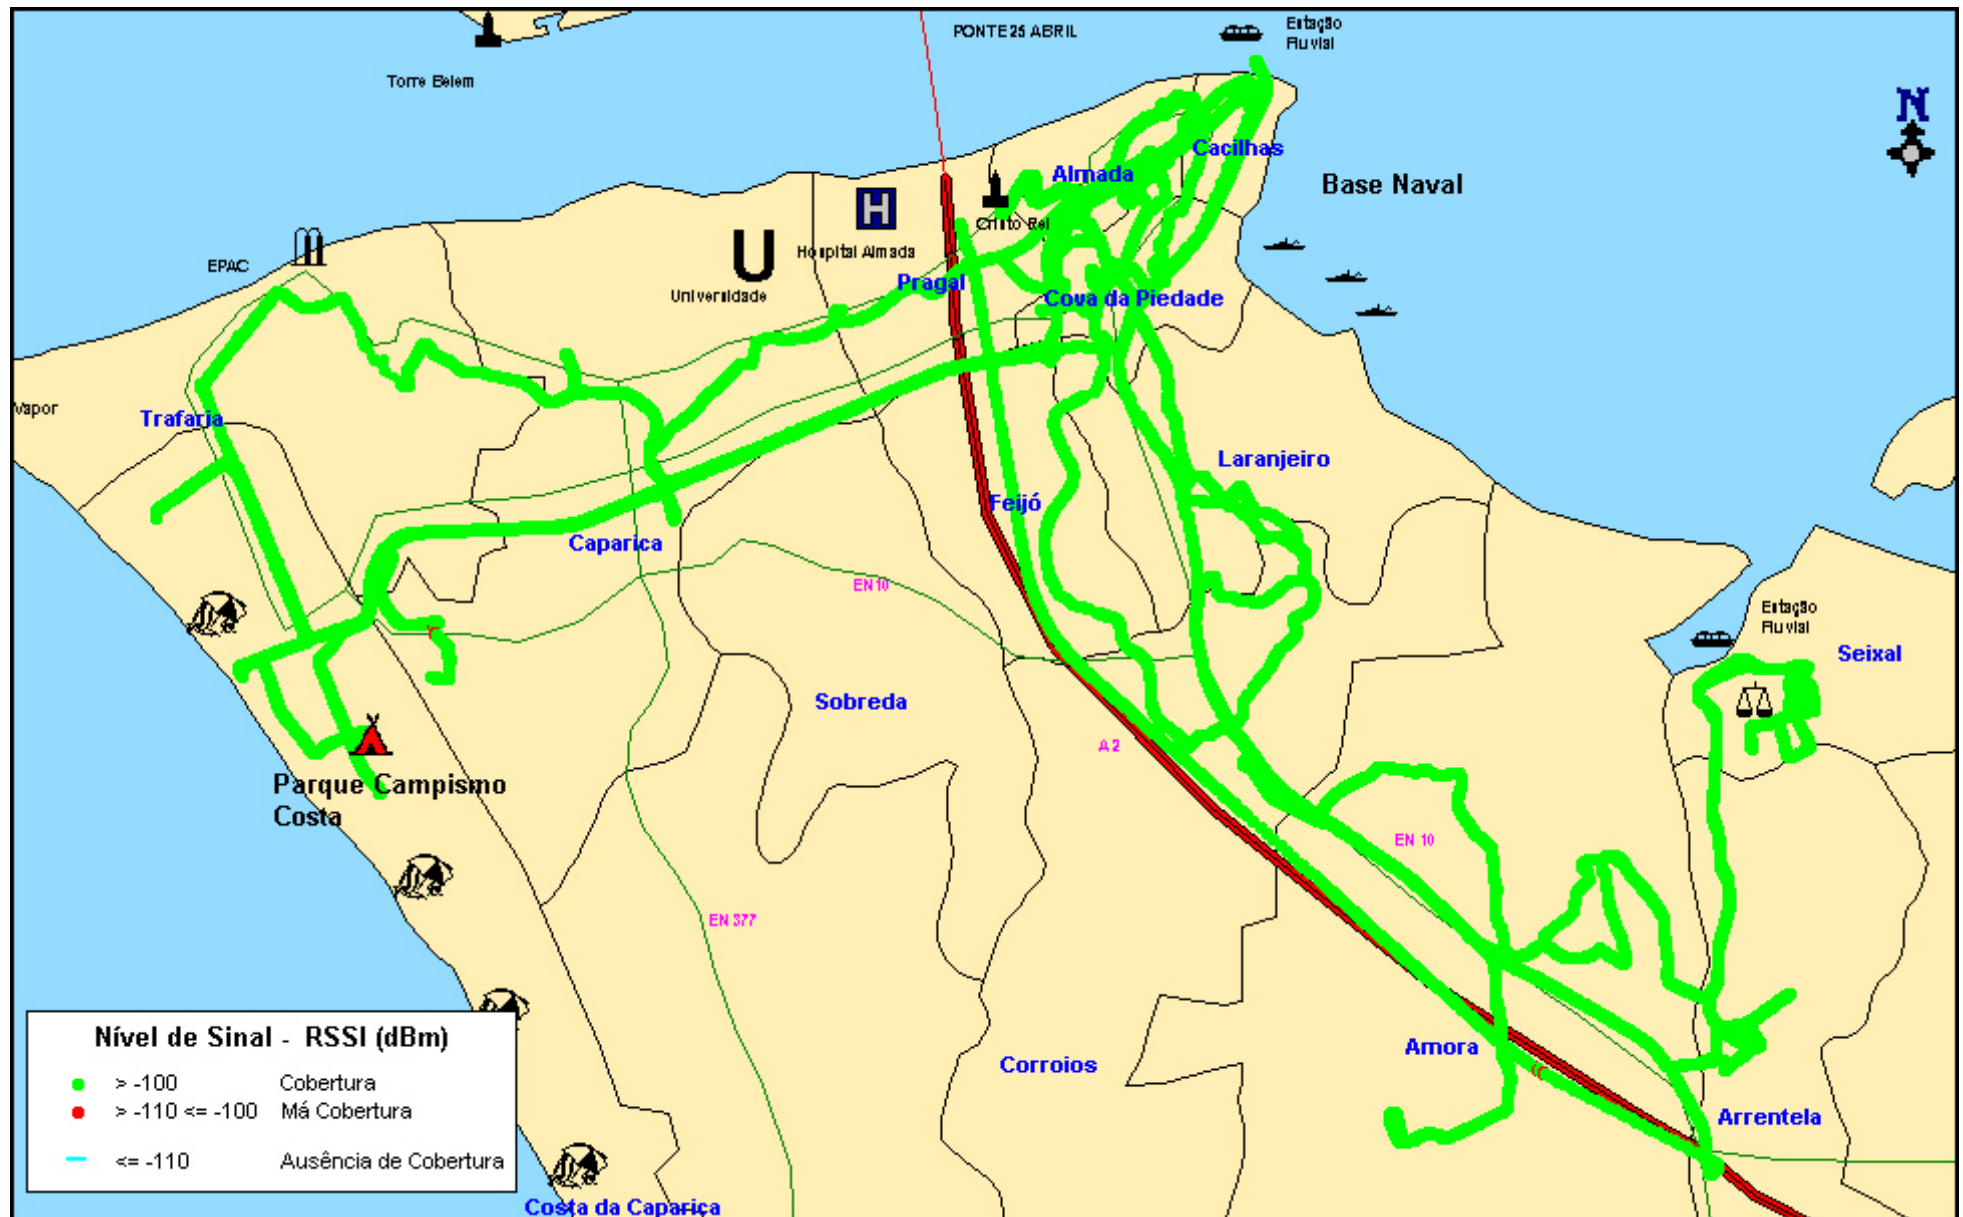 PONTE 25 ABRIL
Estação
Fluvial
Torre Belem
N
Cacilhas
Almada
Base Naval
H
Cristo Rei
U
Hospital Almada
EPAC
Pragal
Universidade
Cova da Piedade
Vapor
Trafaria
Laranjeiro
Feijó
Caparica
EN 10
Estação
Fluvial
Seixal
Sobreda
A 2
Parque Campismo
Costa
EN 10
EN 377
Nível de Sinal - RSSI (dBm)
> -100 Cobertura
> -110 <= -100 Má Cobertura
<= -110 Ausência de Cobertura
Amora
Corroios
Arrentela
Costa da Caparica